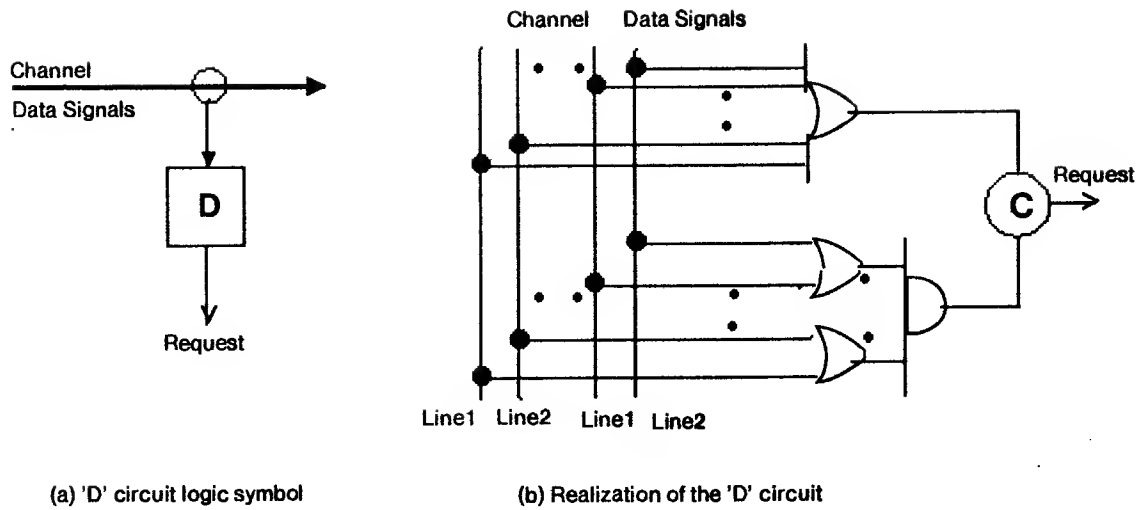 Channel
Data Signals
D
Request
(a) 'D' circuit logic symbol
Channel Data Signals
C
Request
Line1 Line2 Line1 Line2
(b) Realization of the 'D' circuit